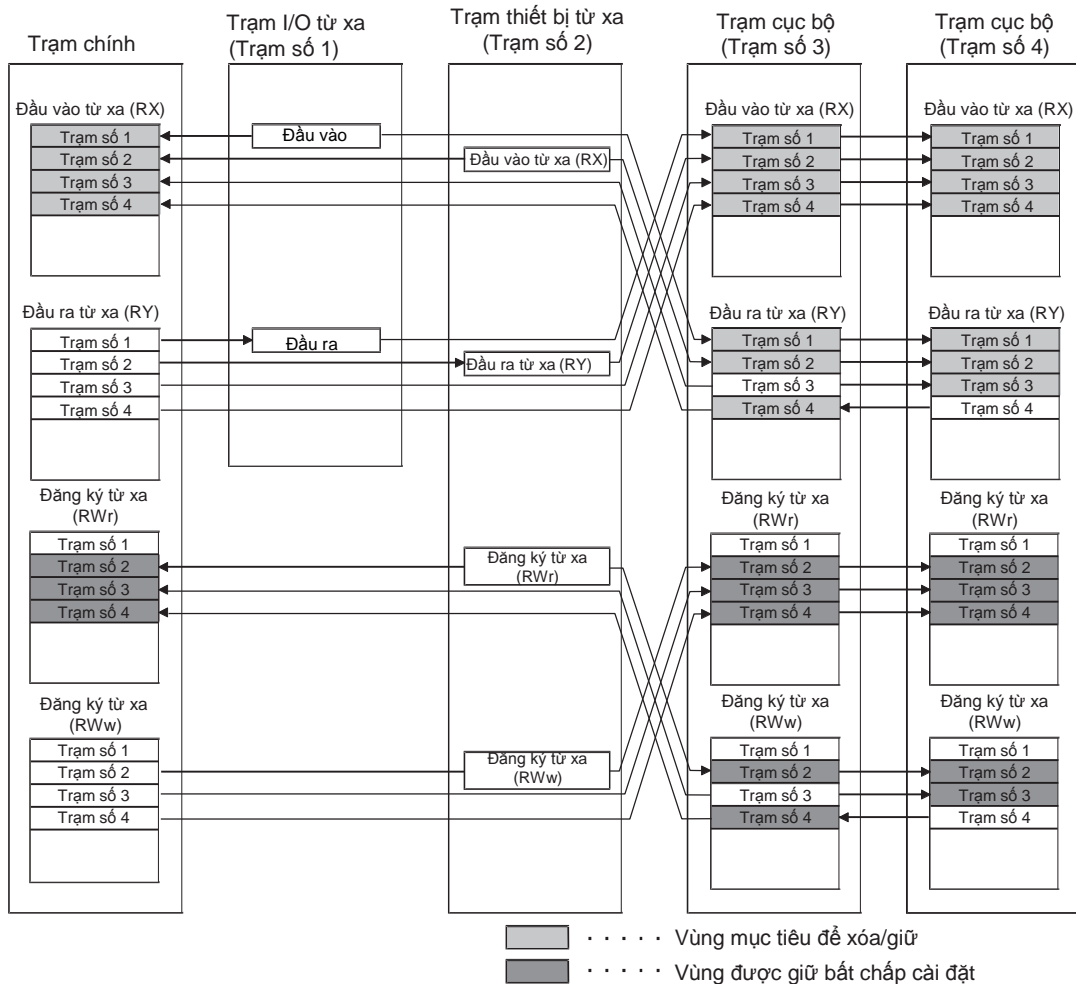 Trạm chính
Trạm I/O từ xa
(Trạm số 1)
Trạm thiết bị từ xa
(Trạm số 2)
Trạm cục bộ
(Trạm số 3)
Trạm cục bộ
(Trạm số 4)
Đầu vào từ xa (RX)
Trạm số 1
Trạm số 2
Trạm số 3
Trạm số 4
Đầu ra từ xa (RY)
Trạm số 1
Trạm số 2
Trạm số 3
Trạm số 4
Đăng ký từ xa
(RWr)
Trạm số 1
Trạm số 2
Trạm số 3
Trạm số 4
Đăng ký từ xa
(RWw)
Trạm số 1
Trạm số 2
Trạm số 3
Trạm số 4
Đầu vào
Đầu ra
Đầu vào từ xa (RX)
Đầu ra từ xa (RY)
Đăng ký từ xa
(RWr)
Đăng ký từ xa
(RWw)
Đầu vào từ xa (RX)
Trạm số 1
Trạm số 2
Trạm số 3
Trạm số 4
Đầu ra từ xa (RY)
Trạm số 1
Trạm số 2
Trạm số 3
Trạm số 4
Đăng ký từ xa
(RWr)
Trạm số 1
Trạm số 2
Trạm số 3
Trạm số 4
Đăng ký từ xa
(RWw)
Trạm số 1
Trạm số 2
Trạm số 3
Trạm số 4
Đầu vào từ xa (RX)
Trạm số 1
Trạm số 2
Trạm số 3
Trạm số 4
Đầu ra từ xa (RY)
Trạm số 1
Trạm số 2
Trạm số 3
Trạm số 4
Đăng ký từ xa
(RWr)
Trạm số 1
Trạm số 2
Trạm số 3
Trạm số 4
Đăng ký từ xa
(RWw)
Trạm số 1
Trạm số 2
Trạm số 3
Trạm số 4
· · · · · Vùng mục tiêu để xóa/giữ
· · · · · Vùng được giữ bất chấp cài đặt